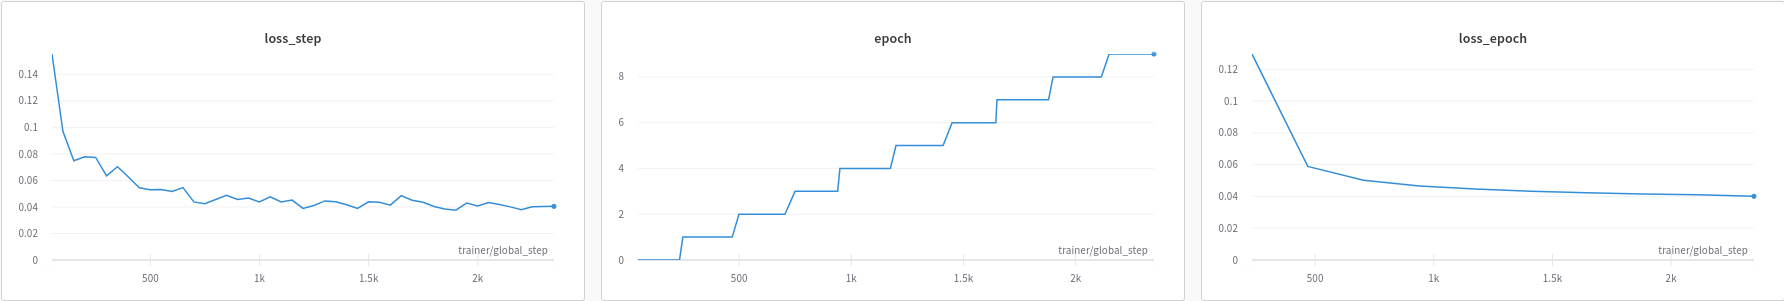 loss_step
0.14
0.12
0.1
0.08
0.06
0.04
0.02
0
trainer/global_step
500
1k
1.5k
2k
epoch
8
6
4
2
0
trainer/global_step
500
1k
1.5k
2k
loss_epoch
0.12
0.1
0.08
0.06
0.04
0.02
0
trainer/global_step
500
1k
1.5k
2k